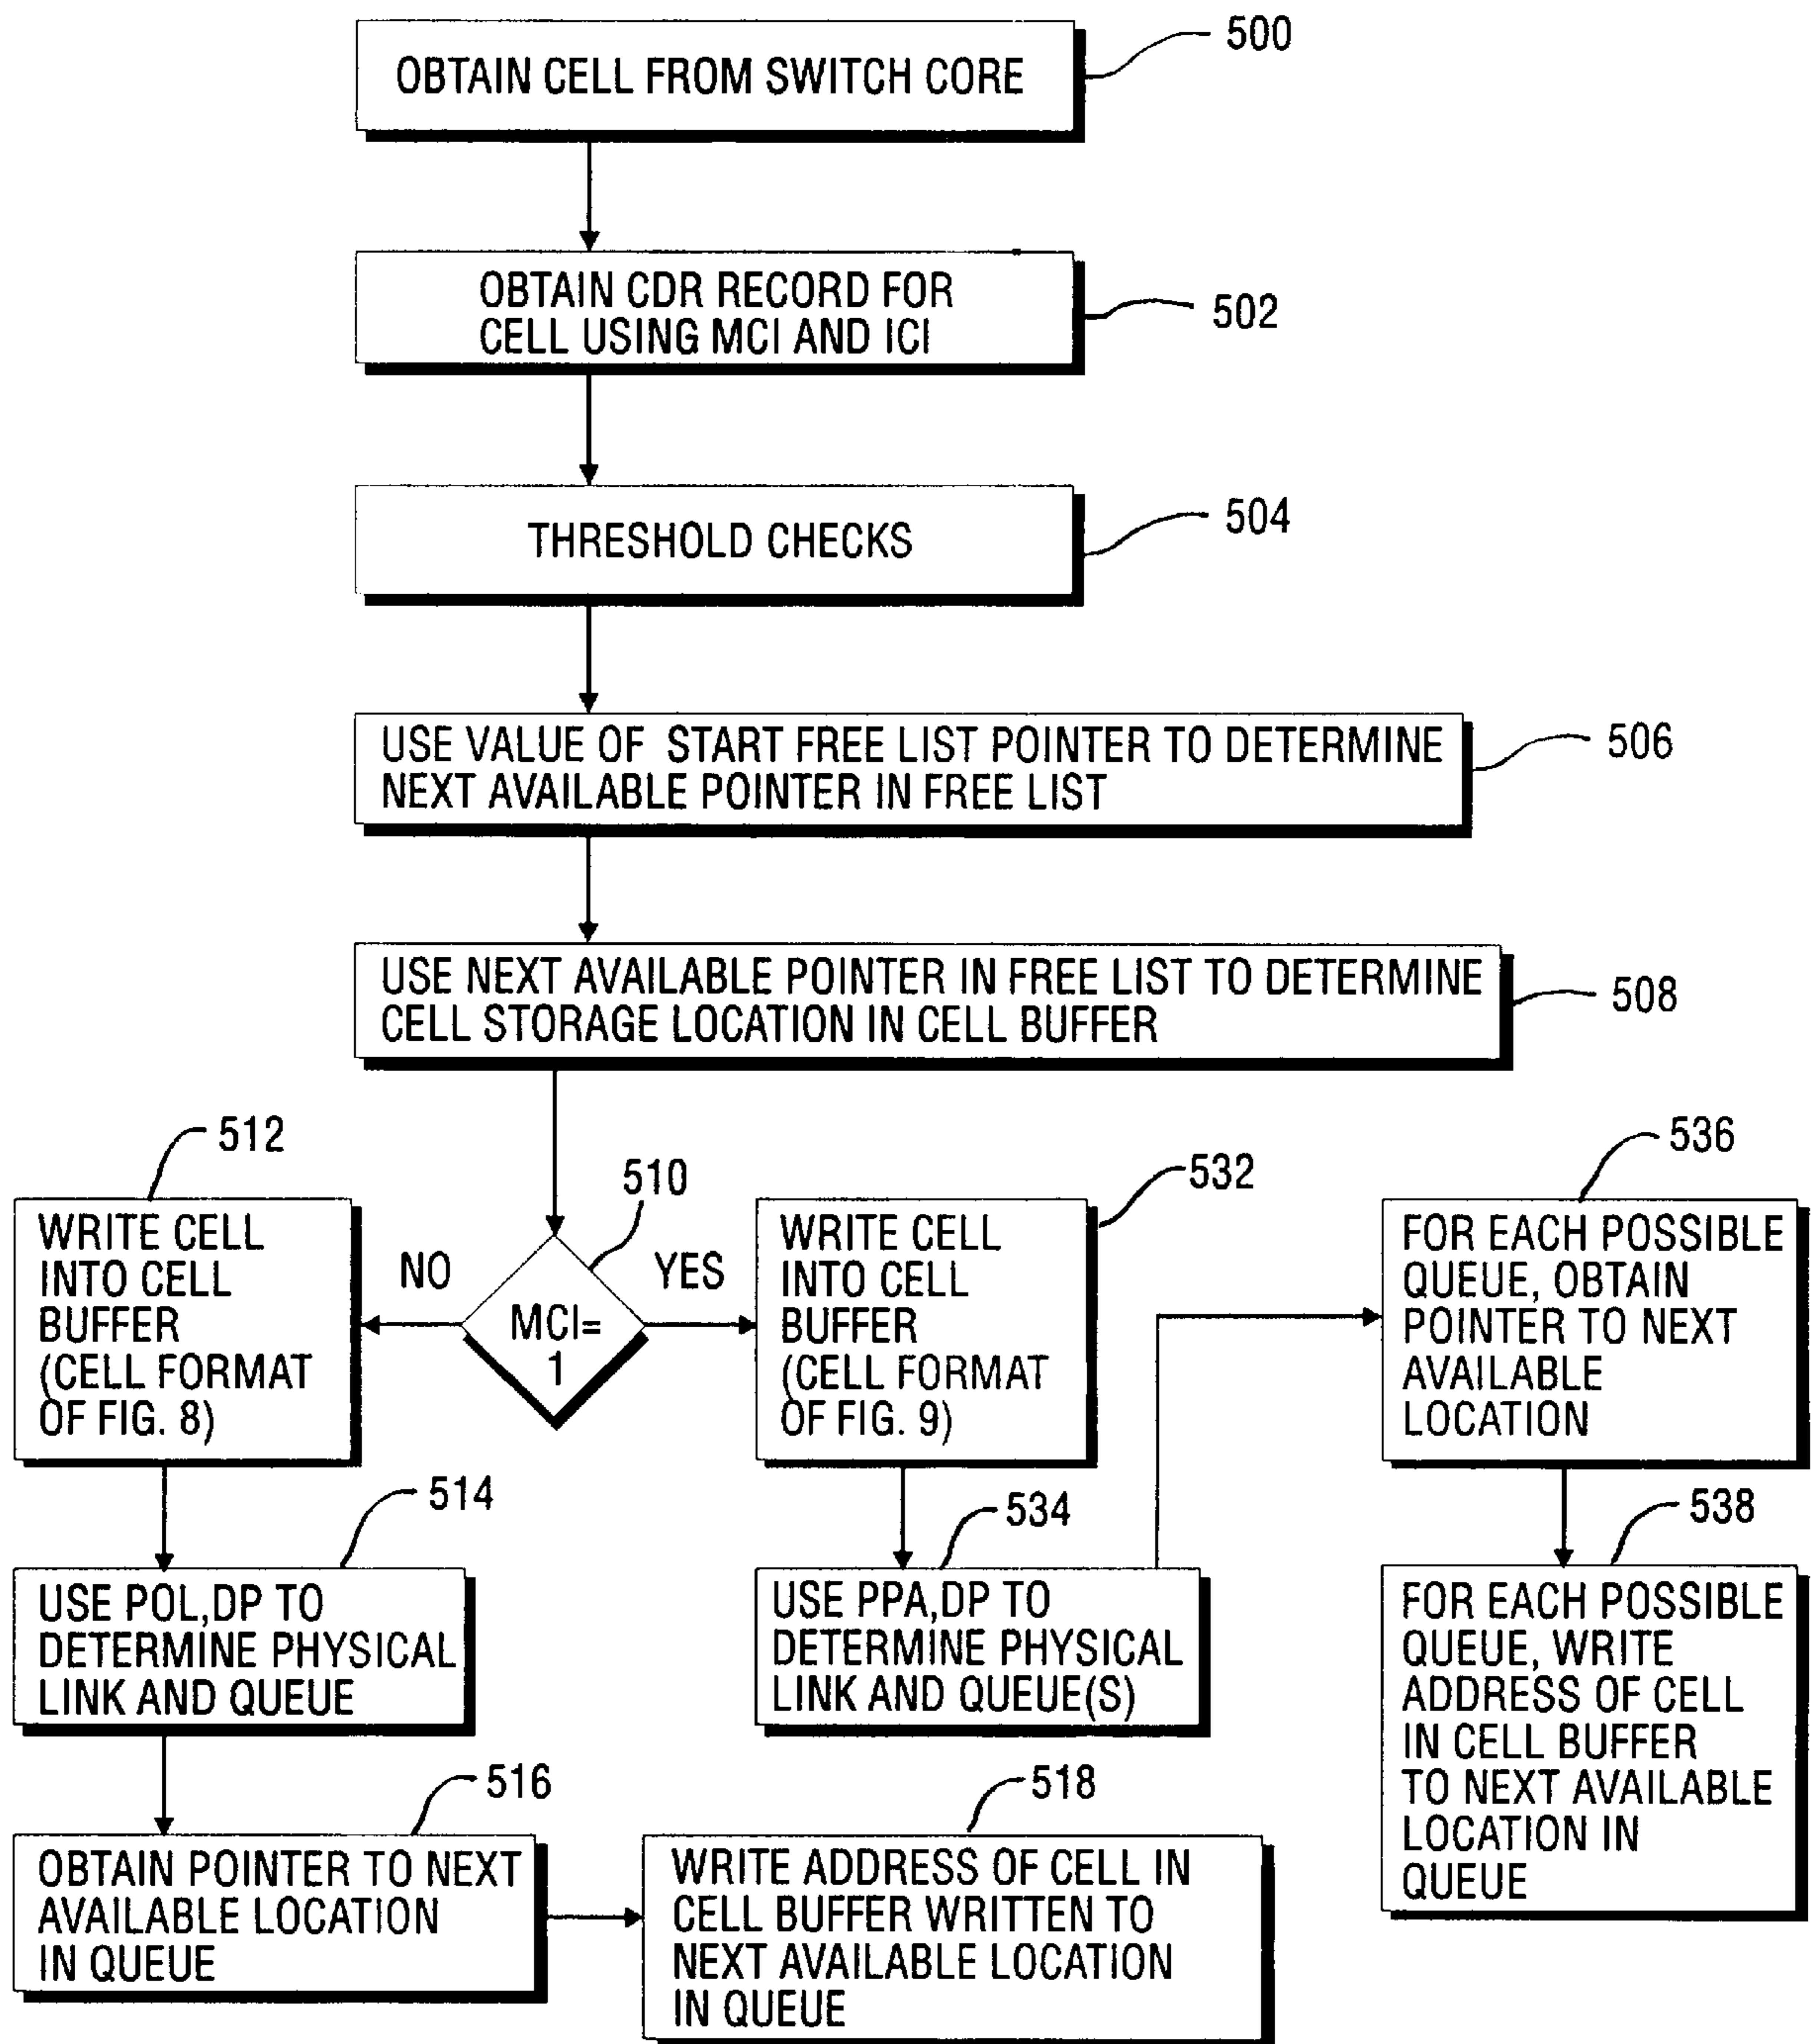 OBTAIN CELL FROM SWITCH CORE
500
OBTAIN CDR RECORD FOR
CELL USING MCI AND ICI
502
THRESHOLD CHECKS
504
USE VALUE OF START FREE LIST POINTER TO DETERMINE
NEXT AVAILABLE POINTER IN FREE LIST
506
USE NEXT AVAILABLE POINTER IN FREE LIST TO DETERMINE
CELL STORAGE LOCATION IN CELL BUFFER
508
510
MCI=
1
NO
YES
512
WRITE CELL
INTO CELL
BUFFER
(CELL FORMAT
OF FIG. 8)
514
USE POL,DP TO
DETERMINE PHYSICAL
LINK AND QUEUE
516
OBTAIN POINTER TO NEXT
AVAILABLE LOCATION
IN QUEUE
518
WRITE ADDRESS OF CELL IN
CELL BUFFER WRITTEN TO
NEXT AVAILABLE LOCATION
IN QUEUE
532
WRITE CELL
INTO CELL
BUFFER
(CELL FORMAT
OF FIG. 9)
534
USE PPA,DP TO
DETERMINE PHYSICAL
LINK AND QUEUE(S)
536
FOR EACH POSSIBLE
QUEUE, OBTAIN
POINTER TO NEXT
AVAILABLE
LOCATION
538
FOR EACH POSSIBLE
QUEUE, WRITE
ADDRESS OF CELL
IN CELL BUFFER
TO NEXT AVAILABLE
LOCATION IN
QUEUE